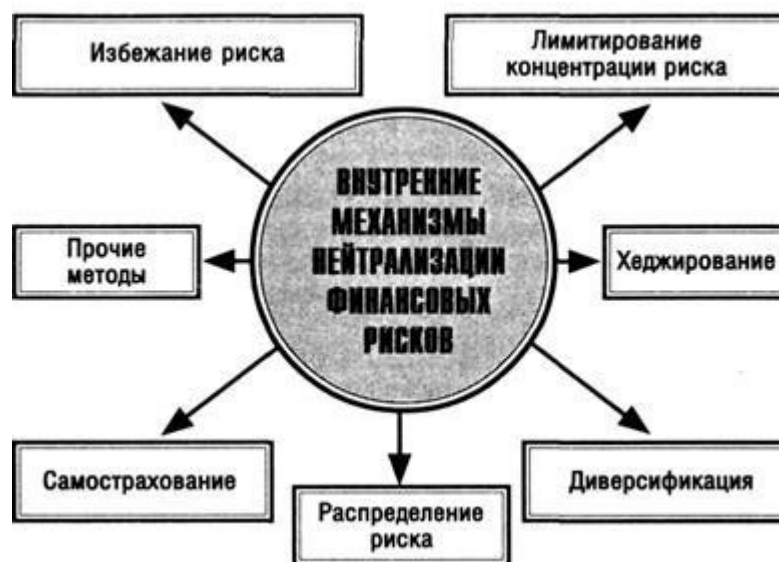 Избежание риска
Лимитирование
концентрации риска
ВНУТРЕННИЕ
МЕХАНИЗМЫ
НЕЙТРАЛИЗАЦИИ
ФИНАНСОВЫХ
РИСКОВ
Прочие
методы
Хеджирование
Самострахование
Распределение
риска
Диверсификация